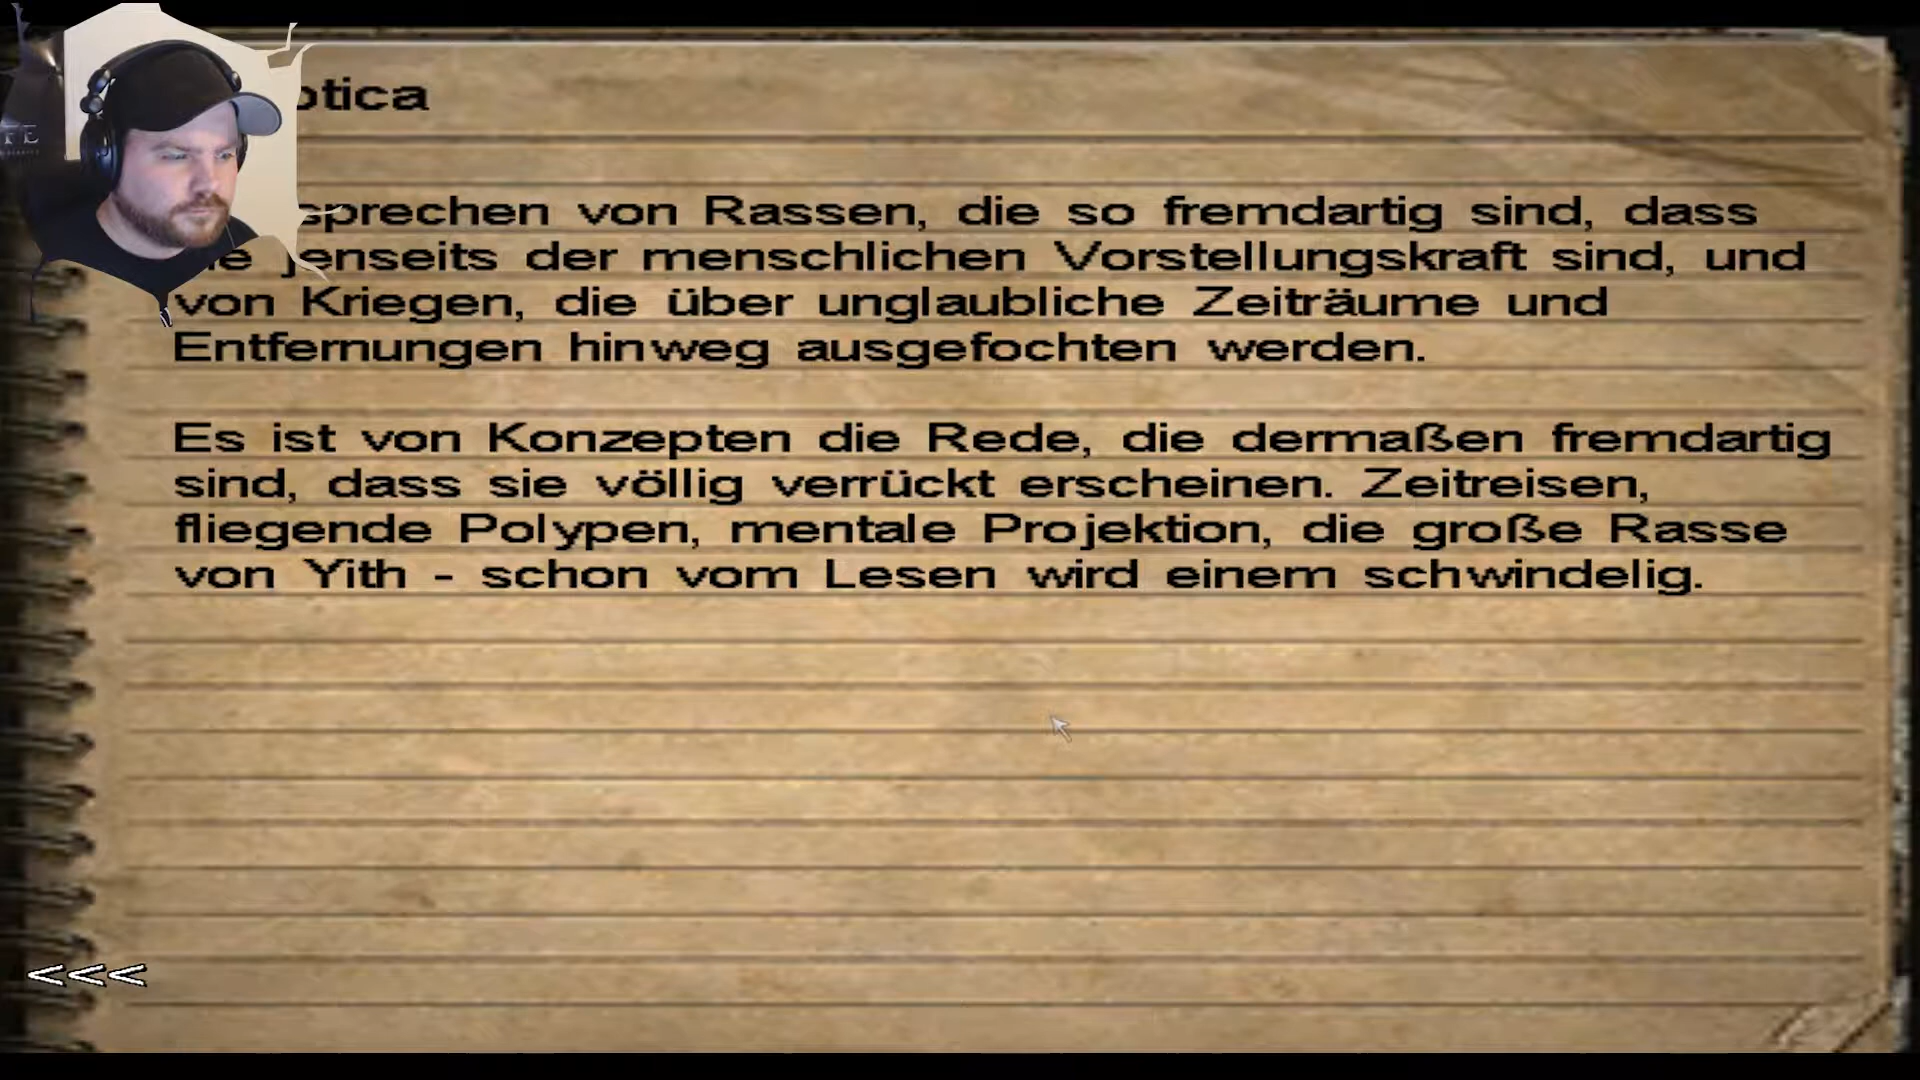 sprechen von Rassen, die so fremdartig sind, dass
jenseits der menschlichen Vorstellungskraft sind, und
von Kriegen, die über unglaubliche Zeiträume und
Entfernungen hinweg ausgefochten werden.
Es ist von Konzepten die Rede, die dermaßen fremdartig
sind, dass sie völlig verrückt erscheinen. Zeitreisen,
fliegende Polypen, mentale Projektion, die große Rasse
von Yith - schon vom Lesen wird einem schwindelig.
<<<